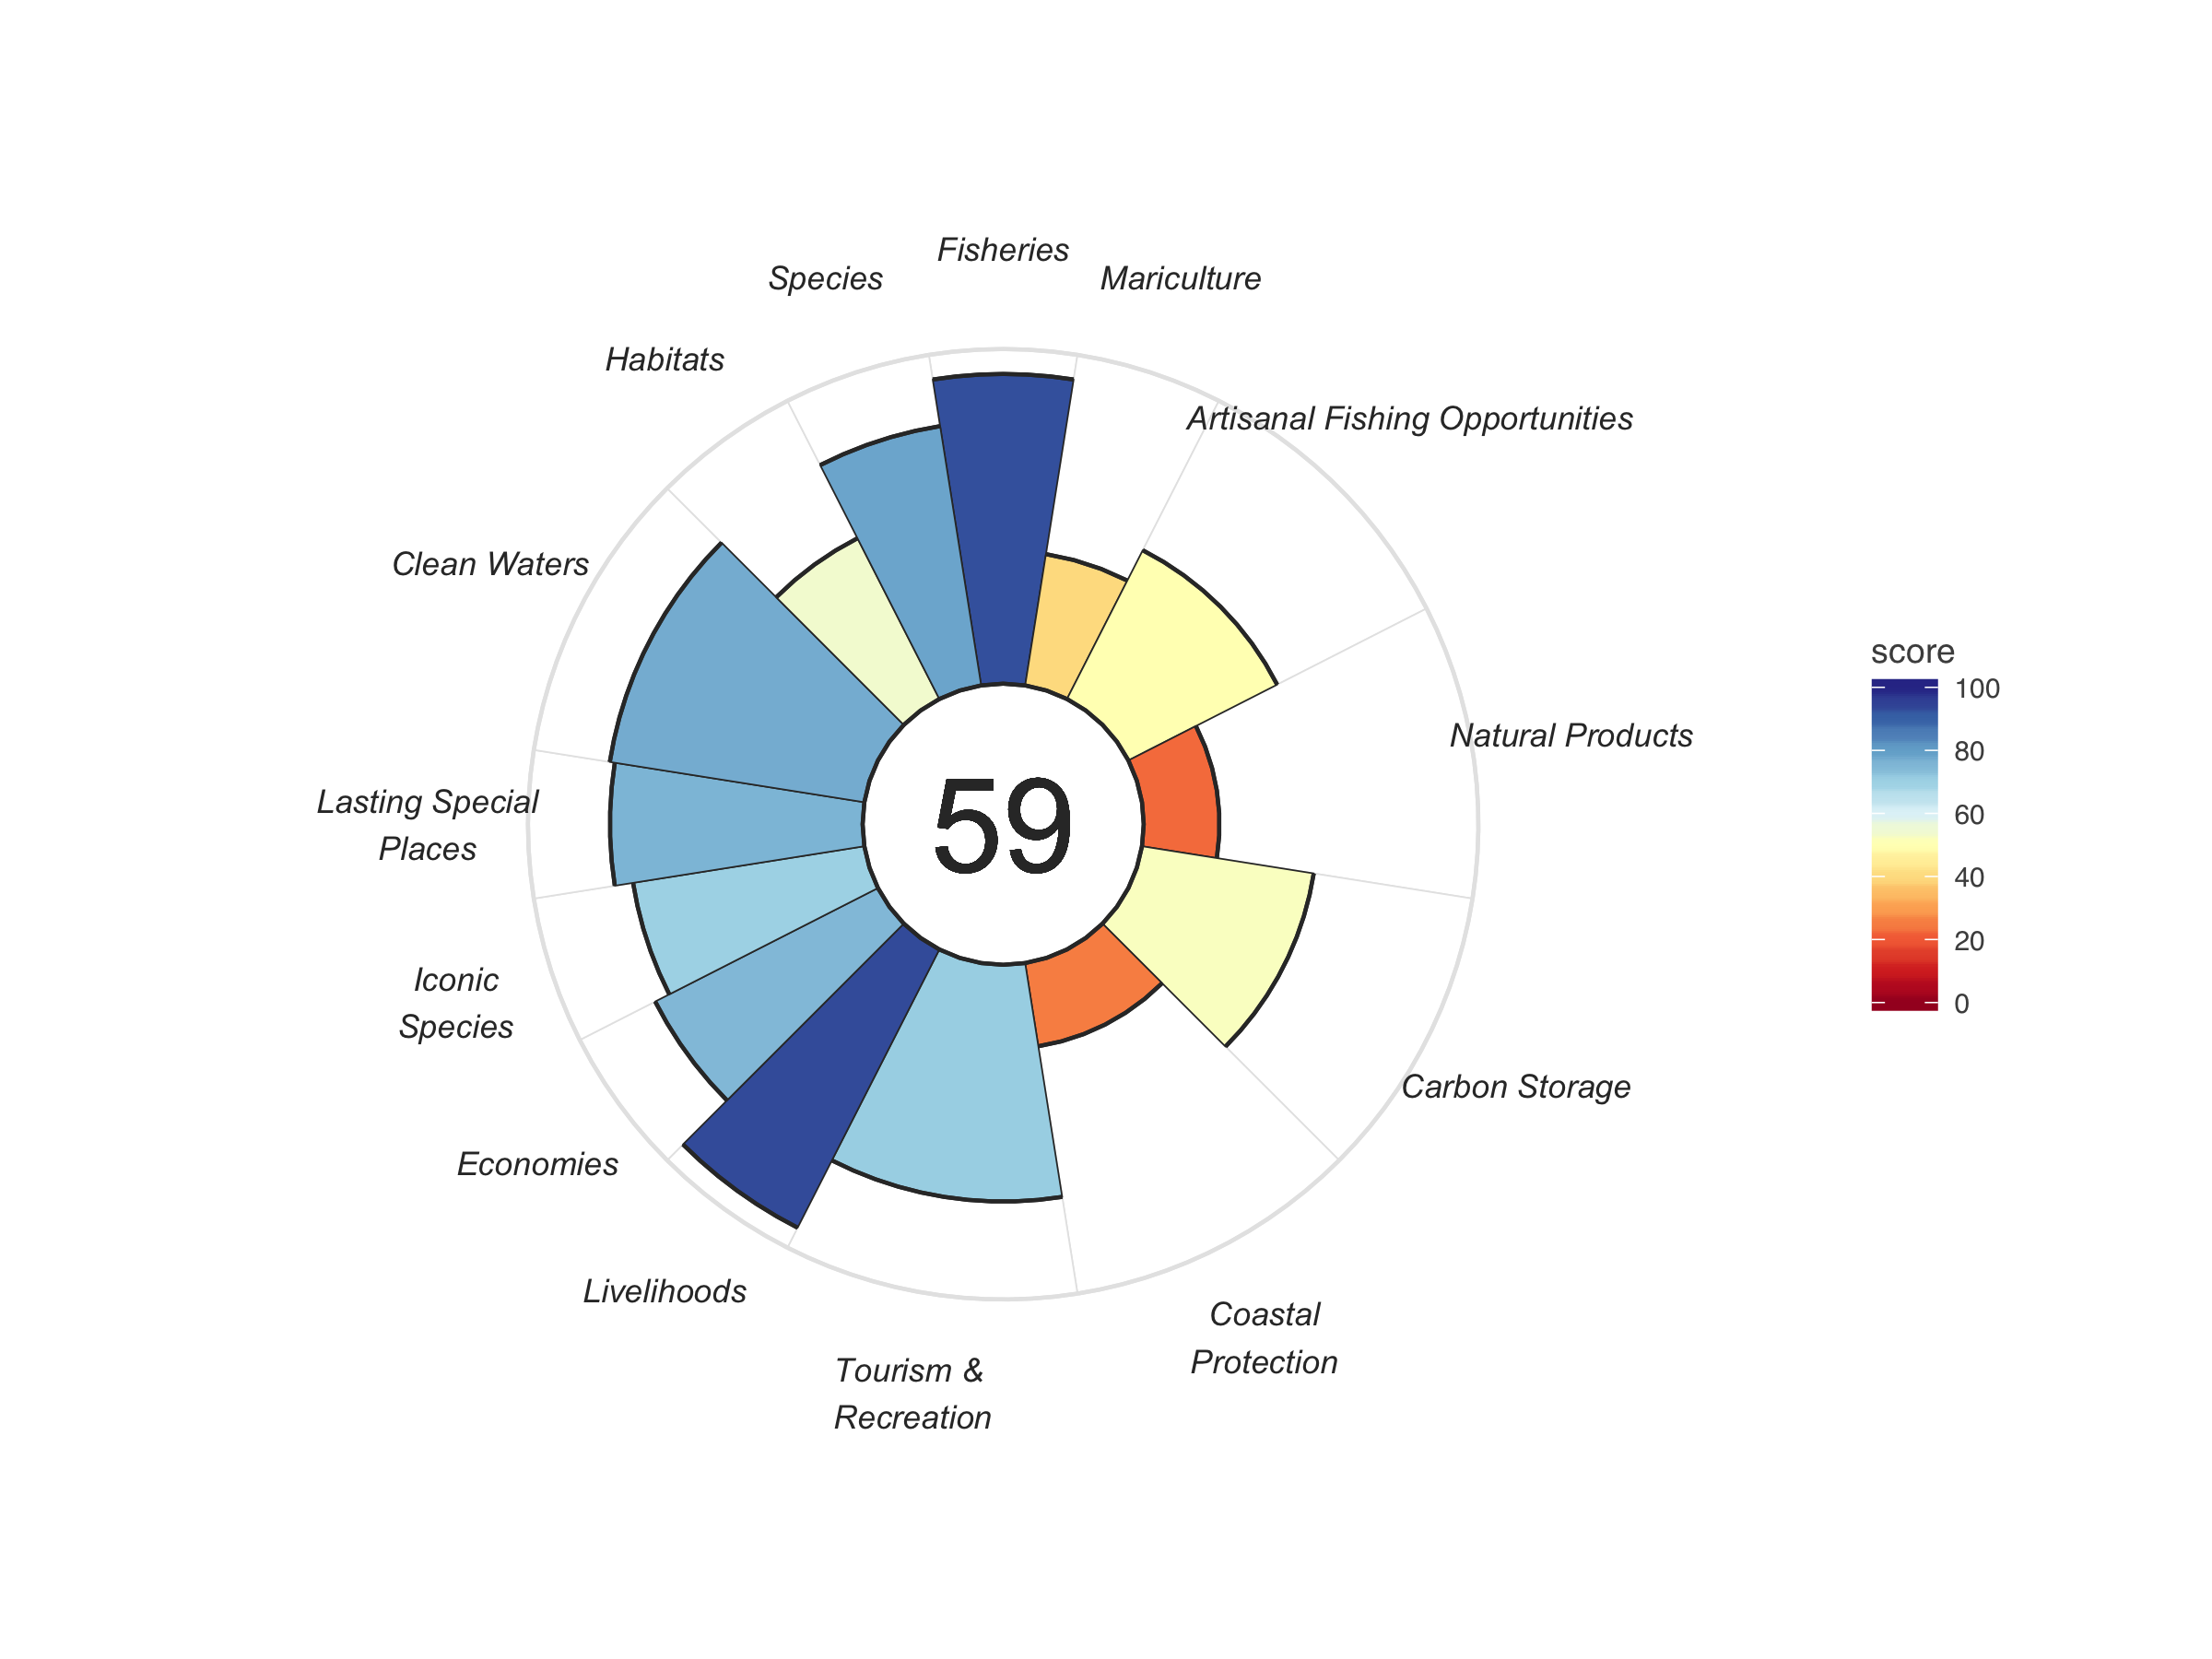 Fisheries
Species
Mariculture
Habitats
Artisanal Fishing Opportunities
Clean Waters
Natural Products
Lasting Special
Places
59
Iconic
Species
Carbon Storage
Economies
Livelihoods
Coastal
Protection
Tourism &
Recreation
score
100
80
60
40
20
0